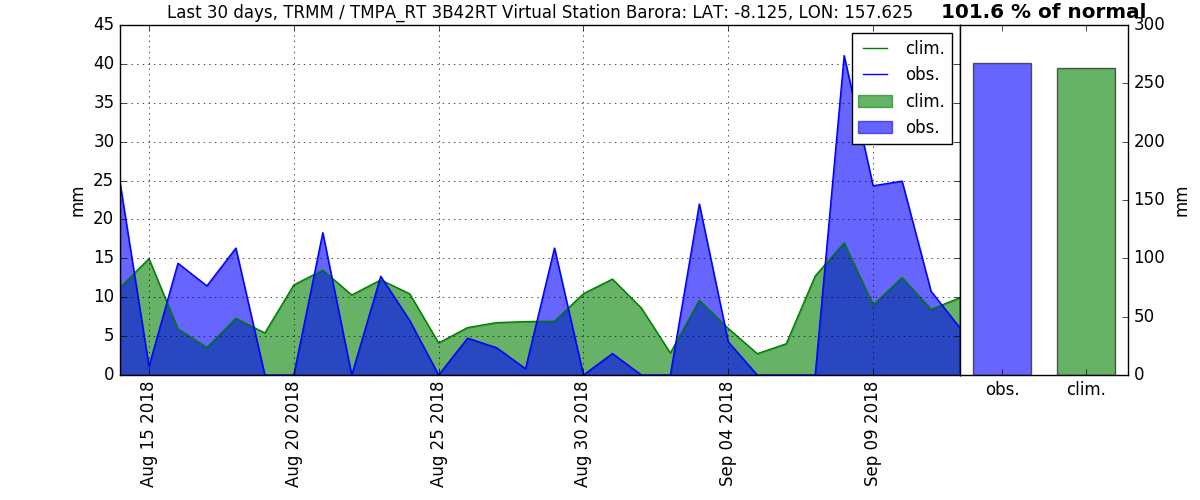 Last 30 days, TRMM / TMPA_RT 3B42RT Virtual Station Barora: LAT: -8.125, LON: 157.625
101.6 % of normal
45
40
35
30
25
20
15
10
5
0
mm
Aug 15 2018
Aug 20 2018
Aug 25 2018
Aug 30 2018
Sep 04 2018
Sep 09 2018
clim.
obs.
clim.
obs.
300
250
200
150
100
50
0
mm
obs.
clim.